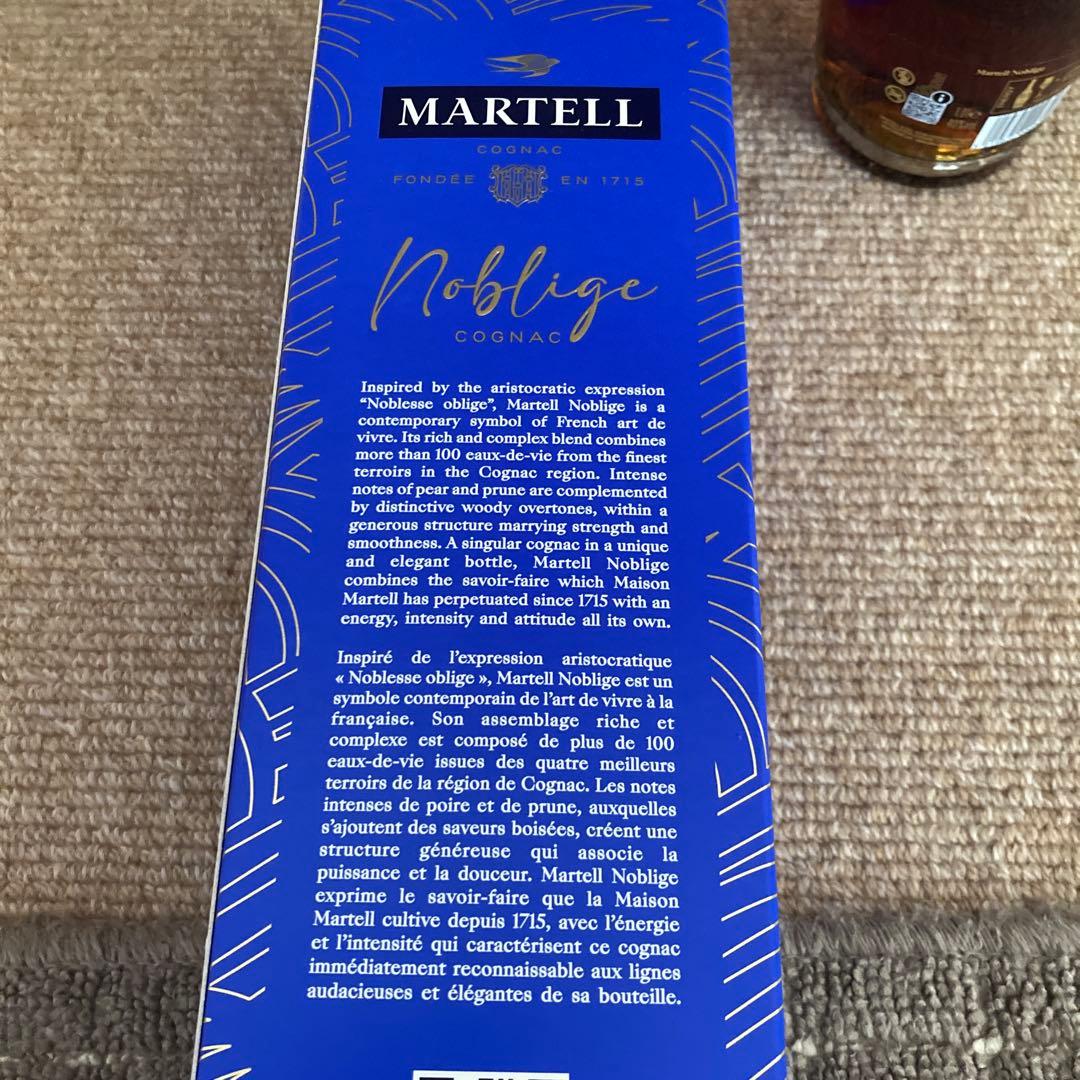 MARTELL
COGNAC
FONDÉE EN 1715
Noblige
COGNAC
Inspired by the aristocratic expression
“Noblesse oblige”, Martell Noblige is a
contemporary symbol of French art de
vivre. Its rich and complex blend combines
more than 100 eaux-de-vie from the finest
terroirs in the Cognac region. Intense
notes of pear and prune are complemented
by distinctive woody overtones, within a
generous structure marrying strength and
smoothness. A singular cognac in a unique
and elegant bottle, Martell Noblige
combines the savoir-faire which Maison
Martell has perpetuated since 1715 with an
energy, intensity and attitude all its own.
Inspiré de l’expression aristocratique
« Noblesse oblige », Martell Noblige est un
symbole contemporain de l’art de vivre à la
française. Son assemblage riche et
complexe est composé de plus de 100
eaux-de-vie issues des quatre meilleurs
terroirs de la région de Cognac. Les notes
intenses de poire et de prune, auxquelles
s’ajoutent des saveurs boisées, créent une
structure généreuse qui associe la
puissance et la douceur. Martell Noblige
exprime le savoir-faire que la Maison
Martell cultive depuis 1715, avec l’énergie
et l’intensité qui caractérisent ce cognac
immédiatement reconnaissable aux lignes
audacieuses et élégantes de sa bouteille.
Martell Noblige